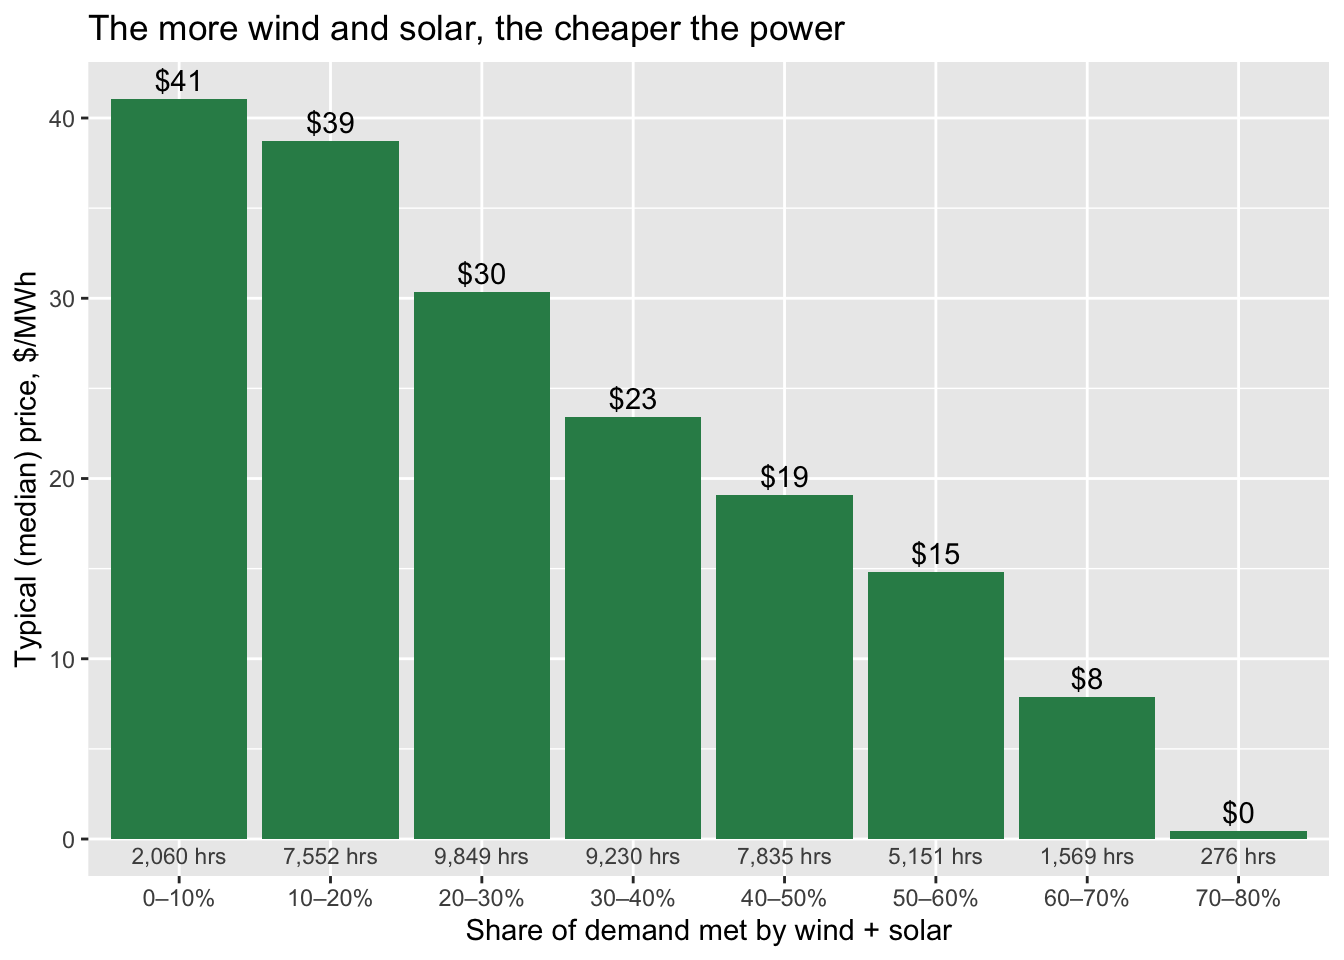 The more wind and solar, the cheaper the power
Typical (median) price, $/MWh
40
30
20
10
0
$41
$39
$30
$23
$19
$15
$8
$0
2,060 hrs
7,552 hrs
9,849 hrs
9,230 hrs
7,835 hrs
5,151 hrs
1,569 hrs
276 hrs
0–10%
10–20%
20–30%
30–40%
40–50%
50–60%
60–70%
70–80%
Share of demand met by wind + solar